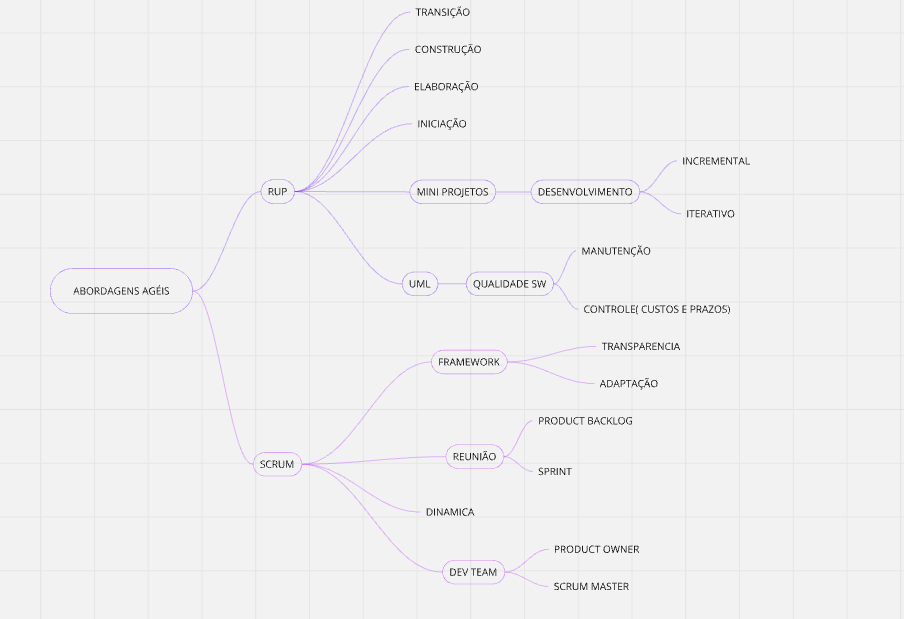 TRANSIÇÃO
CONSTRUÇÃO
ELABORAÇÃO
INICIAÇÃO
INCREMENTAL
RUP
MINI PROJETOS
DESENVOLVIMENTO
ITERATIVO
MANUTENÇÃO
UML
QUALIDADE SW
ABORDAGENS AGÉIS
CONTROLE( CUSTOS E PRAZOS)
TRANSPARENCIA
FRAMEWORK
ADAPTAÇÃO
PRODUCT BACKLOG
REUNIÃO
SCRUM
SPRINT
DINAMICA
PRODUCT OWNER
DEV TEAM
SCRUM MASTER